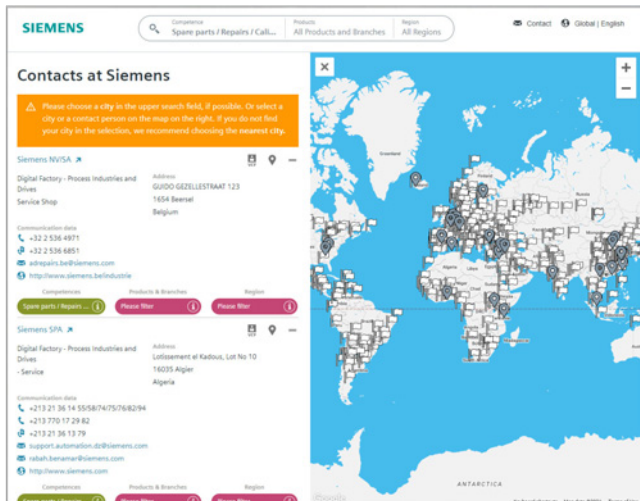 SIEMENS
Competence
Spare parts / Repairs / Cali...
Products
All Products and Branches
Region
All Regions
Contact
Global | English
Contacts at Siemens
Please choose a city in the upper search field, if possible. Or select a
city or a contact person on the map on the right. If you do not find
your city in the selection, we recommend choosing the nearest city.
Siemens NV/SA
Digital Factory - Process Industries and
Drives
Service Shop
Address
GUIDO GEZELLESTRAAT 123
1654 Beersel
Belgium
Communication data
+32 2 536 4971
+32 2 536 6851
adrepairs.be@siemens.com
http://www.siemens.be/industrie
Competences
Products & Branches
Region
Spare parts / Repairs ...
Please filter
Please filter
Siemens SPA
Digital Factory - Process Industries and
Drives
- Service
Address
Lotissement el Kadous, Lot No 10
16035 Algier
Algeria
Communication data
+213 21 36 14 55/58/74/75/76/82/94
+213 770 17 29 82
+213 21 36 13 79
support.automation.dz@siemens.com
rabah.benamar@siemens.com
http://www.siemens.com
Competences
Products & Branches
Region
Greenland
Finland
Russia
Algeria
Libya
ANTARCTICA